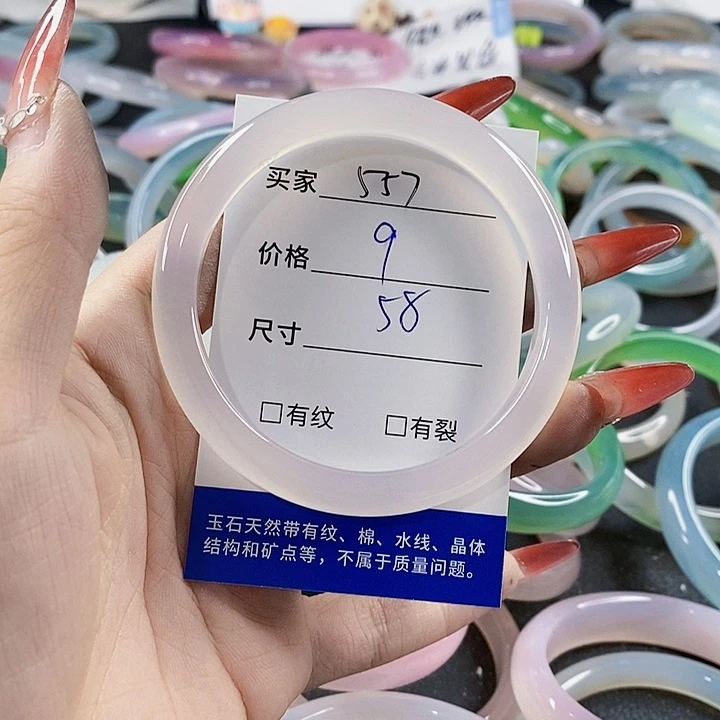 买家 557
价格 9
尺寸 58
□有纹 □有裂
玉石天然带有纹、棉、水线、晶体
结构和矿点等，不属于质量问题。